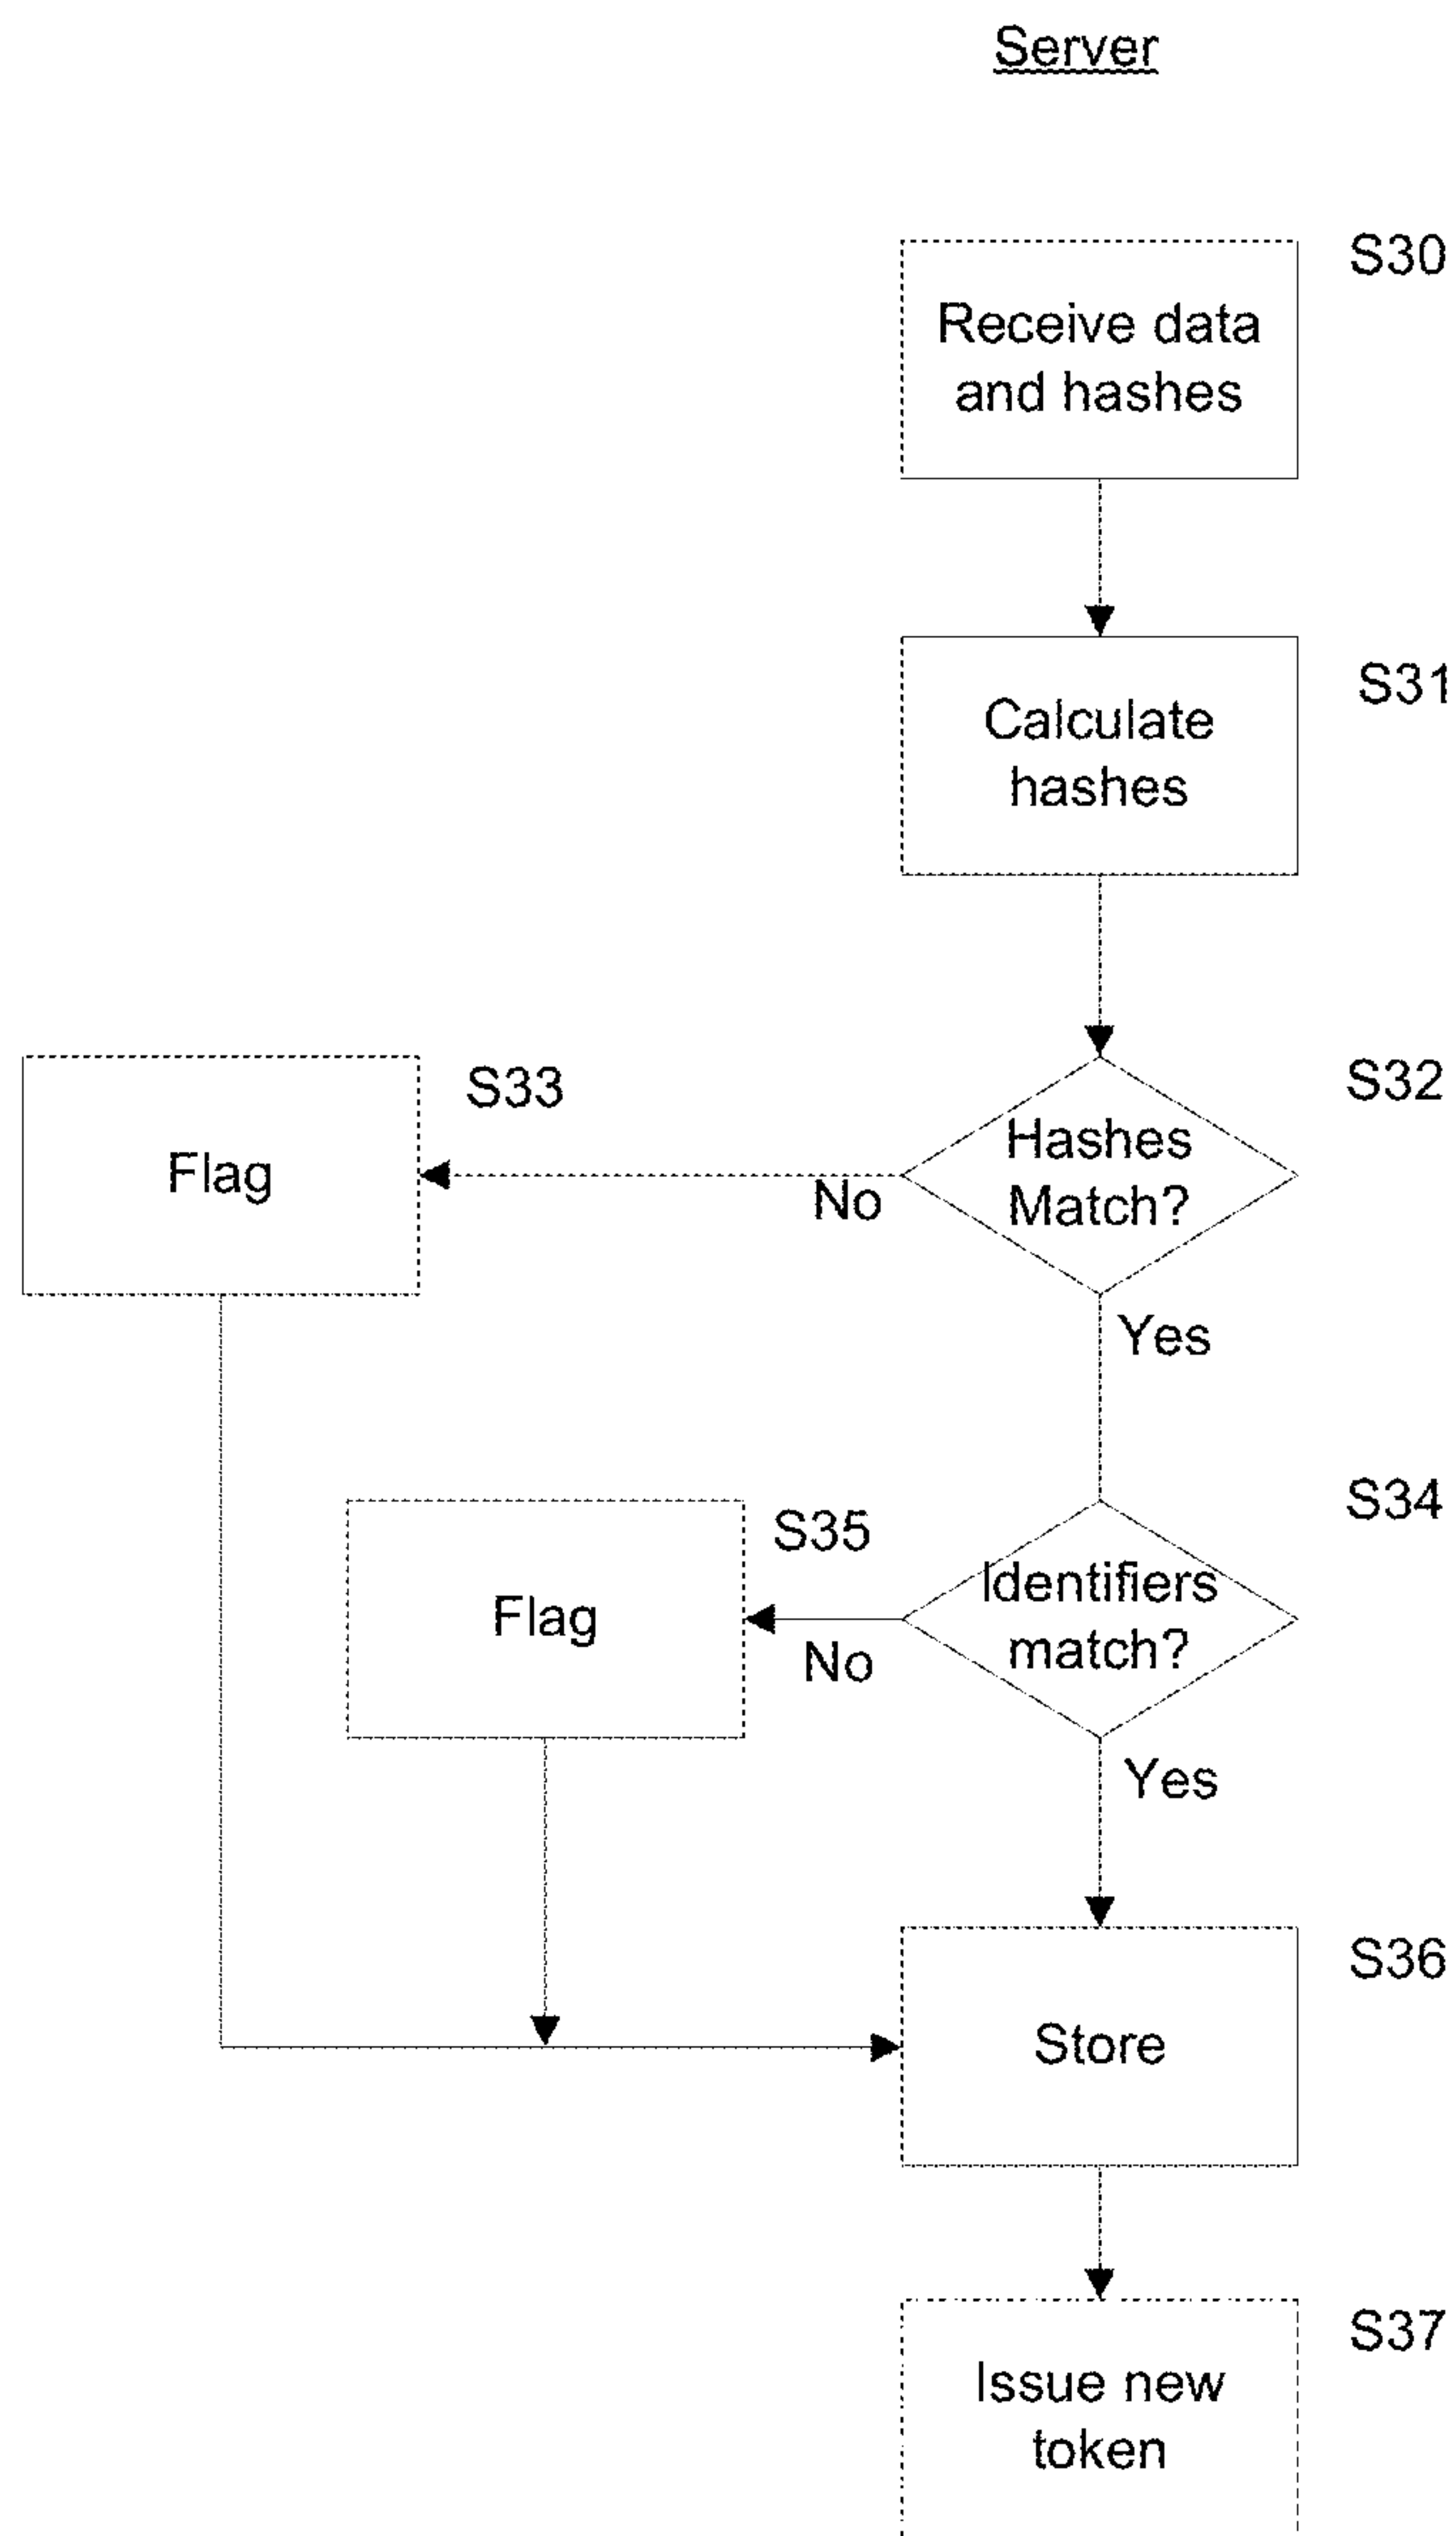 Server
S30
Receive data
and hashes
S31
Calculate
hashes
S32
Hashes
Match?
No
S33
Flag
Yes
S34
Identifiers
match?
No
S35
Flag
Yes
S36
Store
S37
Issue new
token